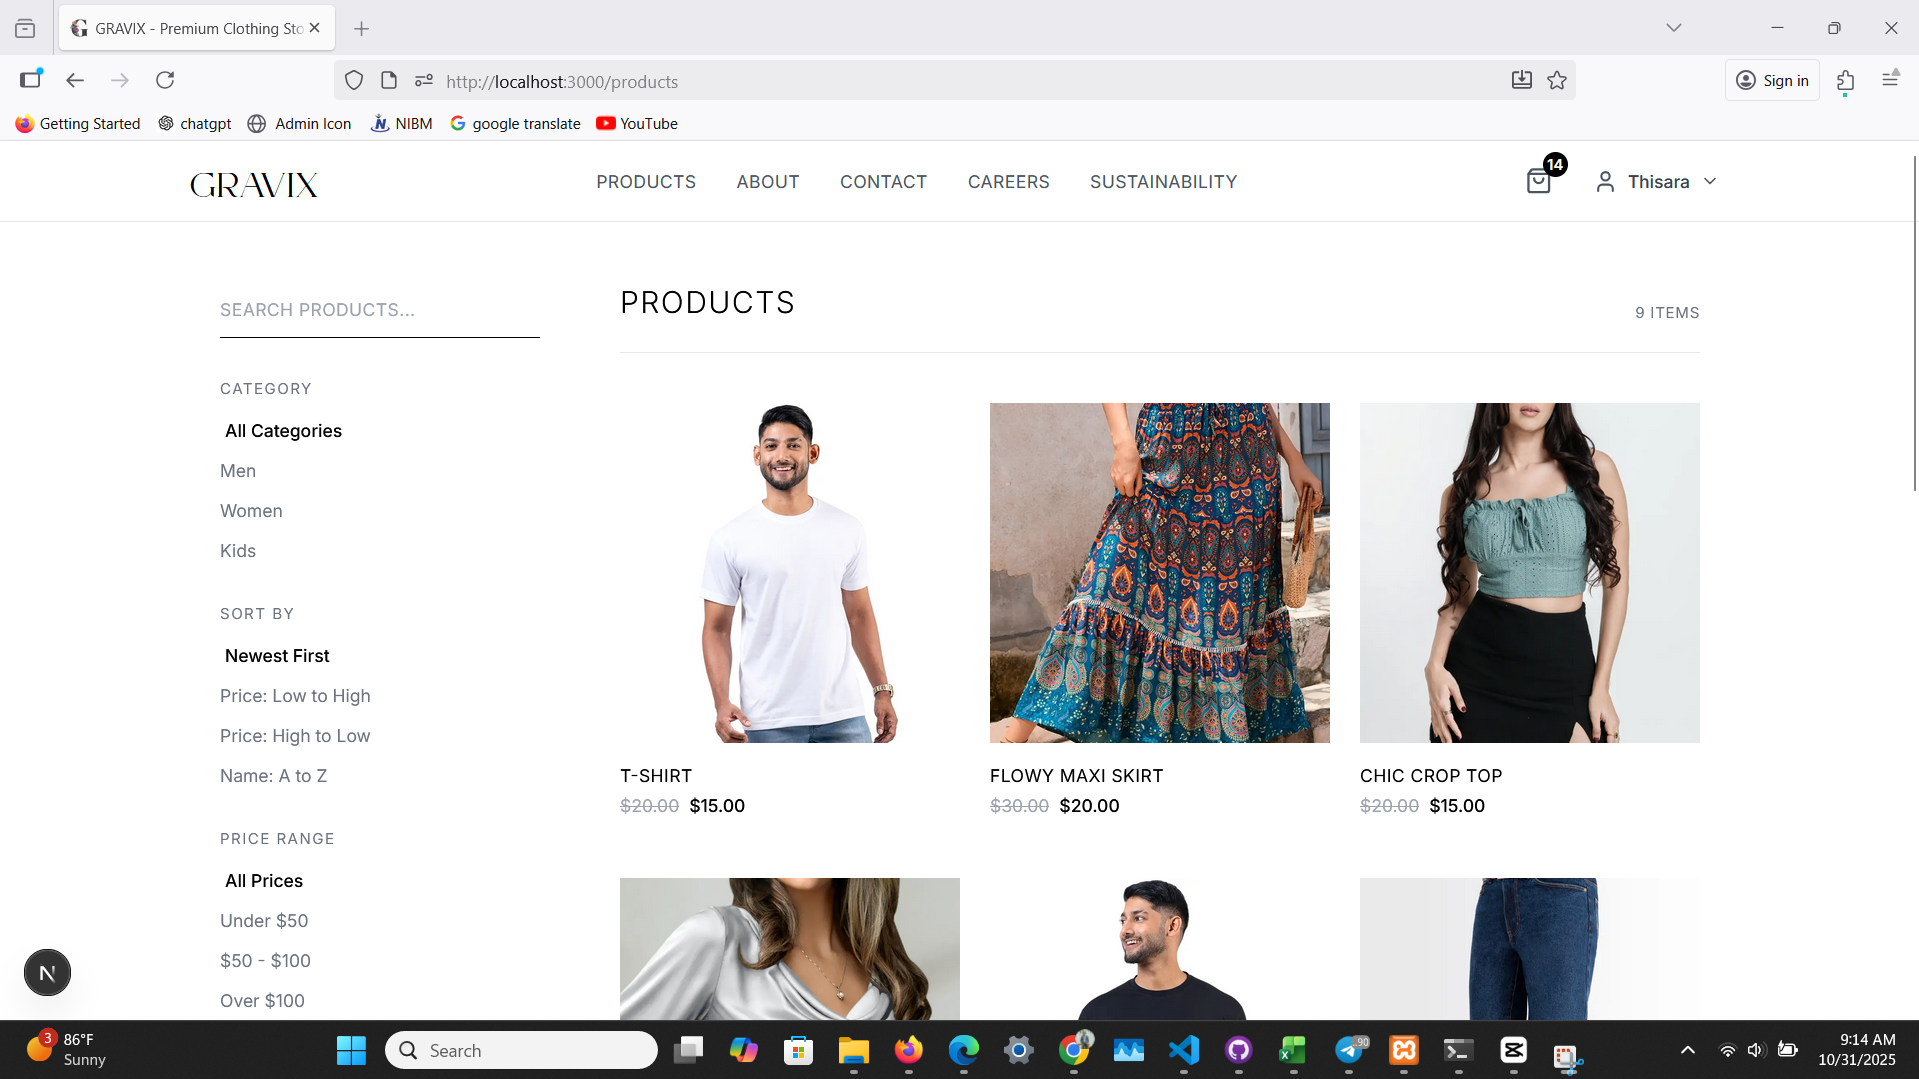 GRAVIX - Premium Clothing Sto
http://localhost:3000/products
Sign in
Getting Started
chatgpt
Admin Icon
NIBM
google translate
YouTube
GRAVIX
PRODUCTS
ABOUT
CONTACT
CAREERS
SUSTAINABILITY
14
Thisara
SEARCH PRODUCTS...
CATEGORY
All Categories
Men
Women
Kids
SORT BY
Newest First
Price: Low to High
Price: High to Low
Name: A to Z
PRICE RANGE
All Prices
Under $50
$50 - $100
Over $100
PRODUCTS
9 ITEMS
T-SHIRT
$20.00 $15.00
FLOWY MAXI SKIRT
$30.00 $20.00
CHIC CROP TOP
$20.00 $15.00
N
3
86°F
Sunny
Search
90
9:14 AM
10/31/2025